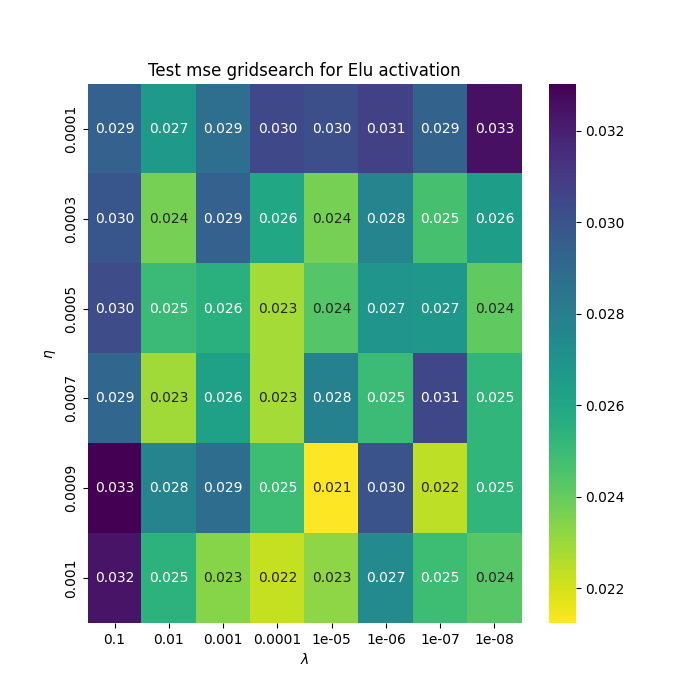 Test mse gridsearch for Elu activation
0.0001 0.029 0.027 0.029 0.030 0.030 0.031 0.029 0.033
0.0003 0.030 0.024 0.029 0.026 0.024 0.028 0.025 0.026
0.0005 0.030 0.025 0.026 0.023 0.024 0.027 0.027 0.024
η
0.0007 0.029 0.023 0.026 0.023 0.028 0.025 0.031 0.025
0.0009 0.033 0.028 0.029 0.025 0.021 0.030 0.022 0.025
0.001 0.032 0.025 0.023 0.022 0.023 0.027 0.025 0.024
0.1 0.01 0.001 0.0001 1e-05 1e-06 1e-07 1e-08
λ
0.032
0.030
0.028
0.026
0.024
0.022